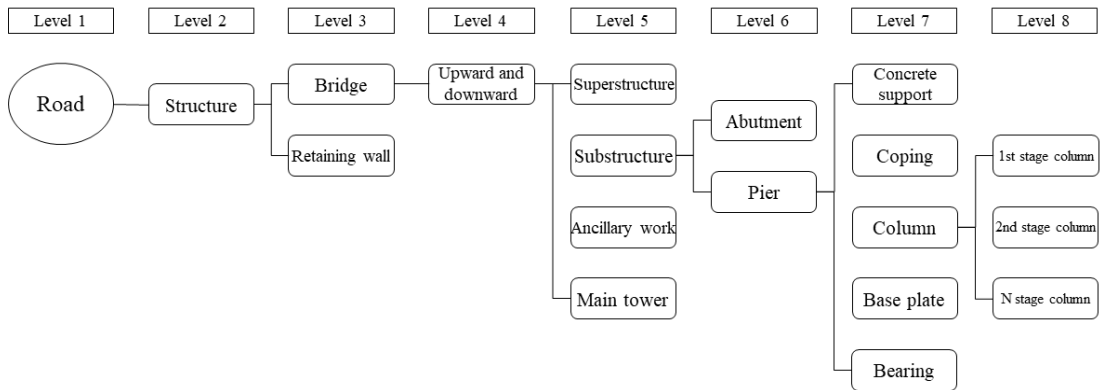 Level 1
Level 2
Level 3
Level 4
Level 5
Level 6
Level 7
Level 8
Road
Structure
Bridge
Retaining wall
Upward and
downward
Superstructure
Substructure
Ancillary work
Main tower
Abutment
Pier
Concrete
support
Coping
Column
Base plate
Bearing
1st stage column
2nd stage column
N stage column